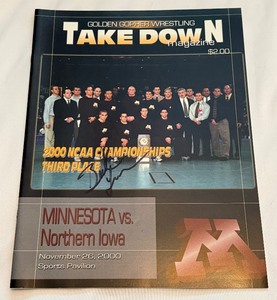 GOLDEN GOPHER WRESTLING
TAKE DOWN
magazine
$2.00
2000 NCAA CHAMPIONSHIPS
THIRD PLACE
MINNESOTA vs.
Northern Iowa
November 26, 2000
Sports Pavilion
M